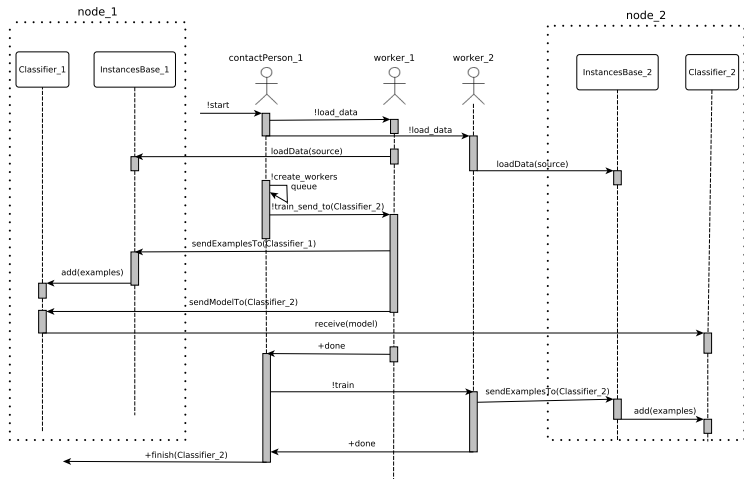 node_1
node_2
contactPerson_1
worker_1
worker_2
Classifier_1
InstancesBase_1
InstancesBase_2
Classifier_2
!start
!load_data
!load_data
loadData(source)
loadData(source)
!create_workers
queue
!train_send_to(Classifier_2)
sendExamplesTo(Classifier_1)
add(examples)
sendModelTo(Classifier_2)
receive(model)
+done
!train
sendExamplesTo(Classifier_2)
add(examples)
+done
+finish(Classifier_2)